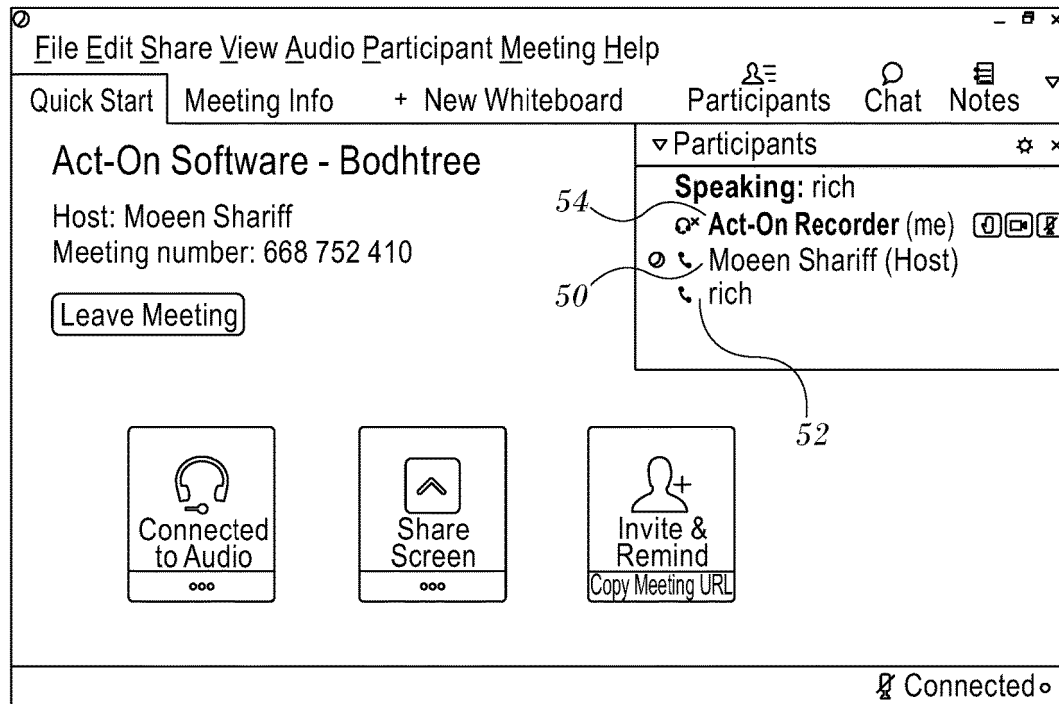 File Edit Share View Audio Participant Meeting Help
Quick Start Meeting Info + New Whiteboard Participants Chat Notes
Participants
Act-On Software - Bodhtree
Speaking: rich
54
Act-On Recorder (me)
Host: Moeen Shariff
Meeting number: 668 752 410
Moeen Shariff (Host)
50
rich
Leave Meeting
52
Connected to Audio
Share Screen
Invite & Remind
Copy Meeting URL
Connected